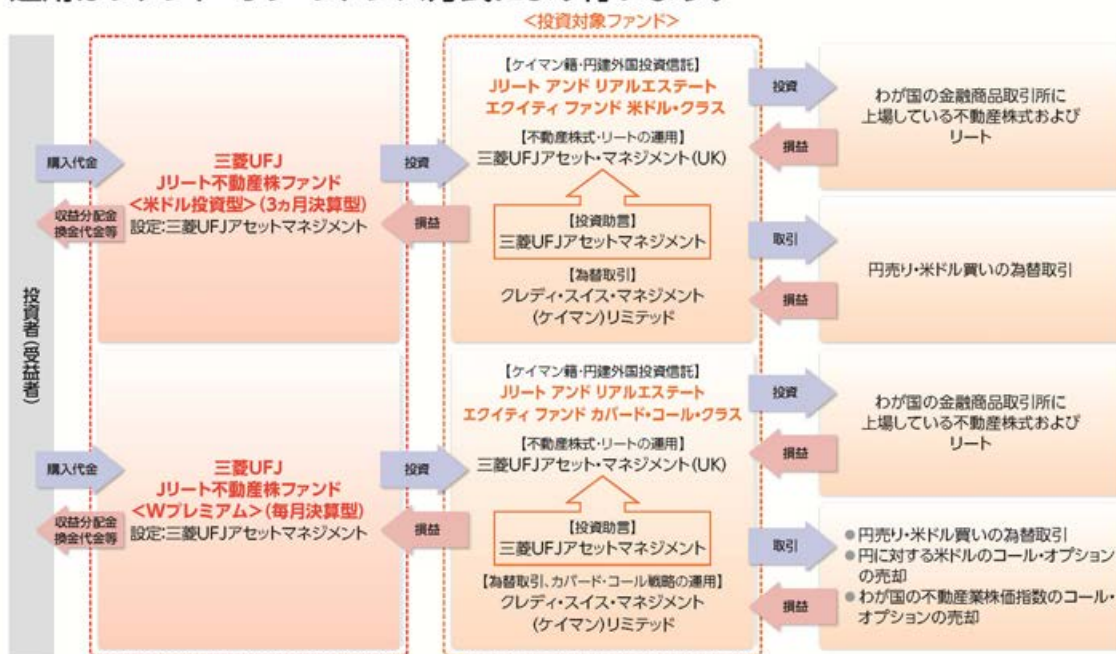 <投資対象ファンド>
投資者(受益者)
購入代金
収益分配金
換金代金等
三菱UFJ
Jリート不動産株ファンド
<米ドル投資型>(3ヵ月決算型)
設定:三菱UFJアセットマネジメント
投資
損益
【ケイマン籍・円建外国投資信託】
Jリート アンド リアルエステート
エクイティ ファンド 米ドル・クラス
【不動産株式・リートの運用】
三菱UFJアセット・マネジメント(UK)
【投資助言】
三菱UFJアセットマネジメント
【為替取引】
クレディ・スイス・マネジメント
(ケイマン)リミテッド
投資
損益
わが国の金融商品取引所に
上場している不動産株式および
リート
取引
損益
円売り・米ドル買いの為替取引
購入代金
収益分配金
換金代金等
三菱UFJ
Jリート不動産株ファンド
<Wプレミアム>(毎月決算型)
設定:三菱UFJアセットマネジメント
投資
損益
【ケイマン籍・円建外国投資信託】
Jリート アンド リアルエステート
エクイティ ファンド カバード・コール・クラス
【不動産株式・リートの運用】
三菱UFJアセット・マネジメント(UK)
【投資助言】
三菱UFJアセットマネジメント
【為替取引、カバード・コール戦略の運用】
クレディ・スイス・マネジメント
(ケイマン)リミテッド
投資
損益
わが国の金融商品取引所に
上場している不動産株式および
リート
取引
損益
●円売り・米ドル買いの為替取引
●円に対する米ドルのコール・オプション
の売却
●わが国の不動産業株価指数のコール・
オプションの売却